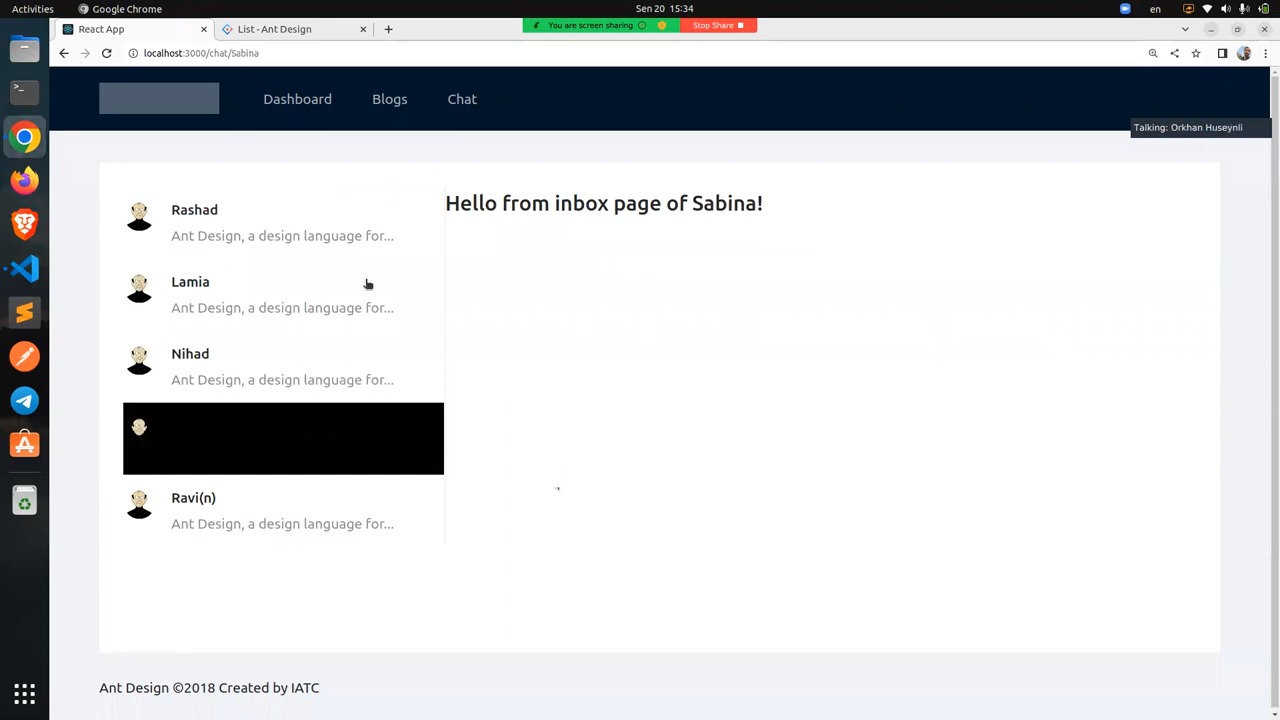 Activities
Google Chrome
Sen 20 15:34
en
React App
List - Ant Design
You are screen sharing
Stop Share
localhost:3000/chat/Sabina
Dashboard
Blogs
Chat
Talking: Orkhan Huseynli
Rashad
Ant Design, a design language for...
Lamia
Ant Design, a design language for...
Nihad
Ant Design, a design language for...
Ravi(n)
Ant Design, a design language for...
Hello from inbox page of Sabina!
Ant Design ©2018 Created by IATC